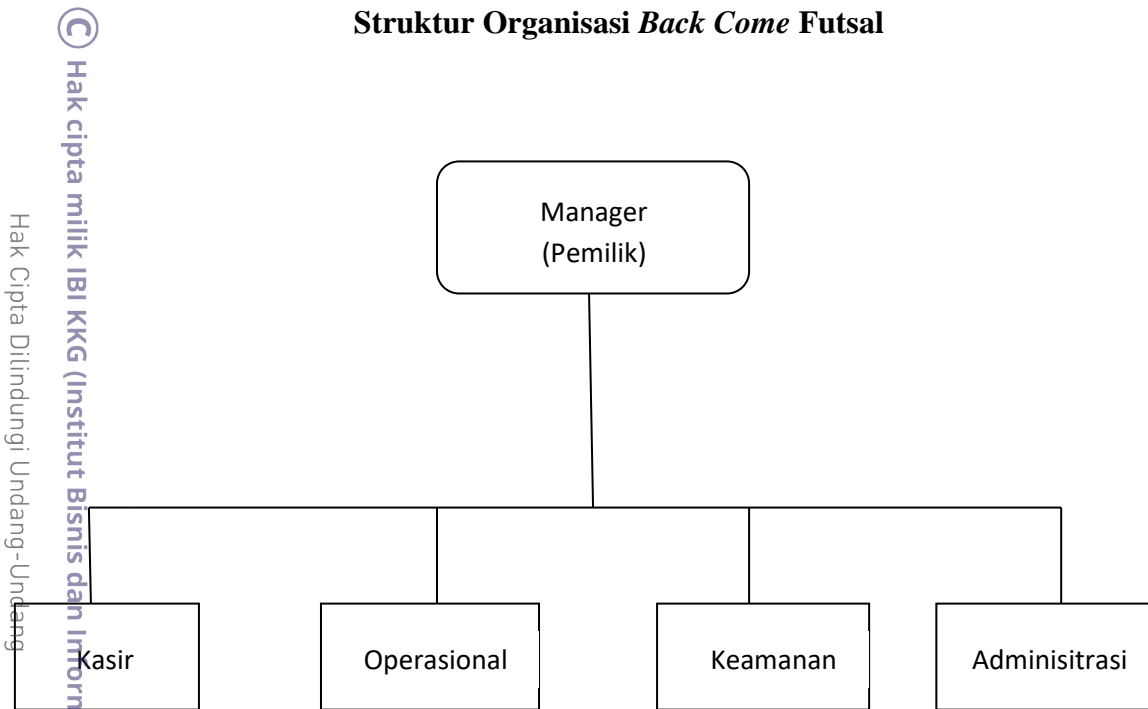 Struktur Organisasi Back Come Futsal
© Hak cipta milik IBI KKG (Institut Bisnis dan Inform
Hak Cipta Dilindungi Undang-Undang
Manager
(Pemilik)
Kasir
Operasional
Keamanan
Adminisitrasi